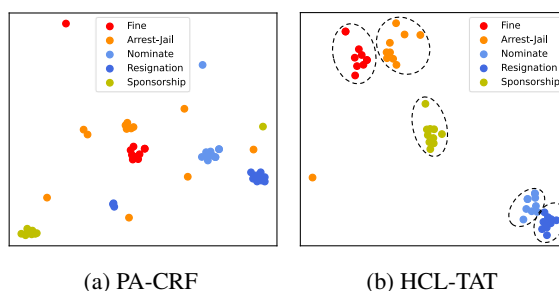 Fine
Arrest-Jail
Nominate
Resignation
Sponsorship
Fine
Arrest-Jail
Nominate
Resignation
Sponsorship
(a) PA-CRF
(b) HCL-TAT